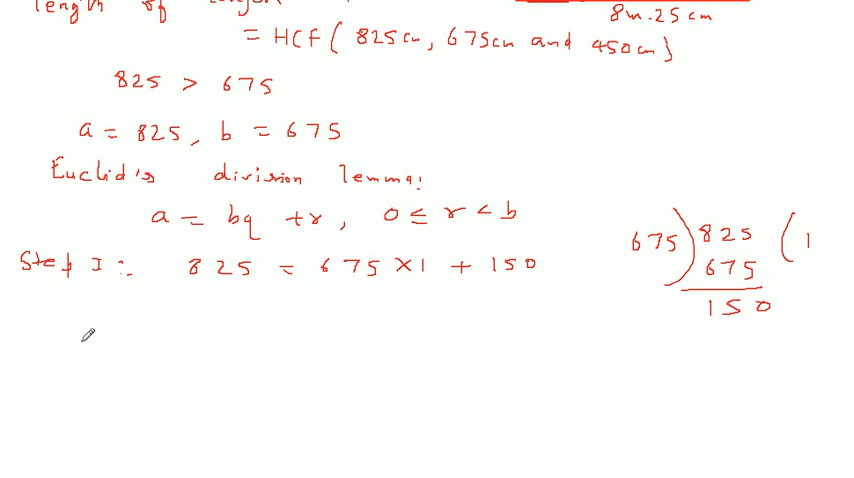 length of
8m.25cm
= HCF ( 825cm, 675cm and 450cm)
825 > 675
a = 825, b = 675
Euclid's division lemma:
a = bq + r, 0 ≤ r < b
Step I :- 825 = 675 × 1 + 150
675 ) 825 ( 1
675
150